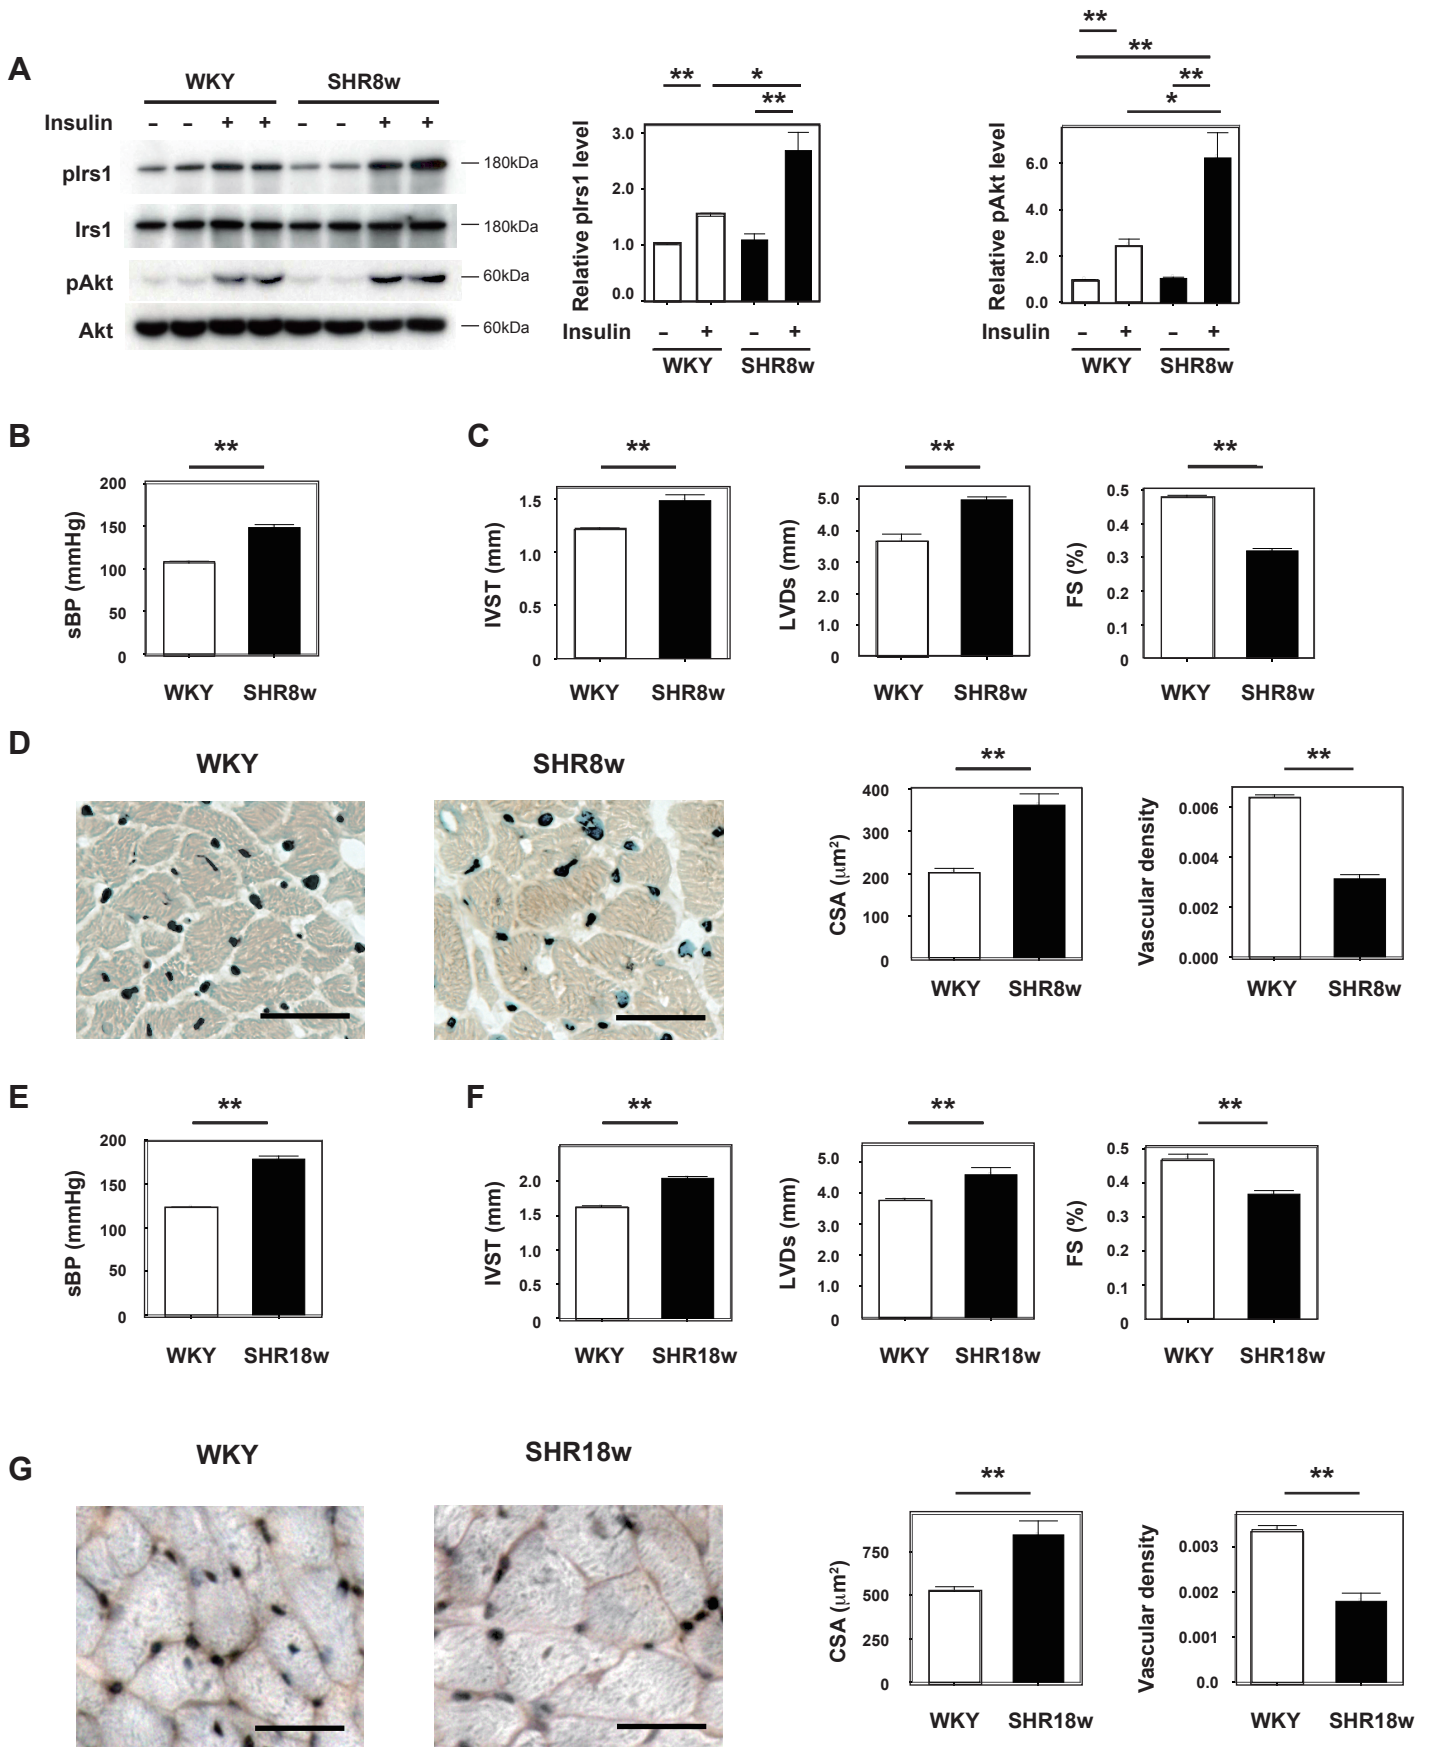 A
WKY SHR8w
Insulin – – + + – – + +
pIrs1 180kDa
Irs1 180kDa
pAkt 60kDa
Akt 60kDa
** *
**
Relative pIrs1 level
3.0
2.0
1.0
0.0
Insulin – + – +
WKY SHR8w
**
**
**
*
Relative pAkt level
6.0
4.0
2.0
0.0
Insulin – + – +
WKY SHR8w
B
**
sBP (mmHg)
200
150
100
50
0
WKY SHR8w
C
**
IVST (mm)
1.5
1.0
0.5
0
WKY SHR8w
**
LVDs (mm)
5.0
4.0
3.0
2.0
1.0
0
WKY SHR8w
**
FS (%)
0.5
0.4
0.3
0.2
0.1
0
WKY SHR8w
D
WKY SHR8w
**
CSA (μm²)
400
300
200
100
0
WKY SHR8w
**
Vascular density
0.006
0.004
0.002
0.000
WKY SHR8w
E
**
sBP (mmHg)
200
150
100
50
0
WKY SHR18w
F
**
IVST (mm)
2.0
1.5
1.0
0.5
0
WKY SHR18w
**
LVDs (mm)
5.0
4.0
3.0
2.0
1.0
0
WKY SHR18w
**
FS (%)
0.5
0.4
0.3
0.2
0.1
0
WKY SHR18w
G
WKY SHR18w
**
CSA (μm²)
750
500
250
0
WKY SHR18w
**
Vascular density
0.003
0.002
0.001
0.0
WKY SHR18w